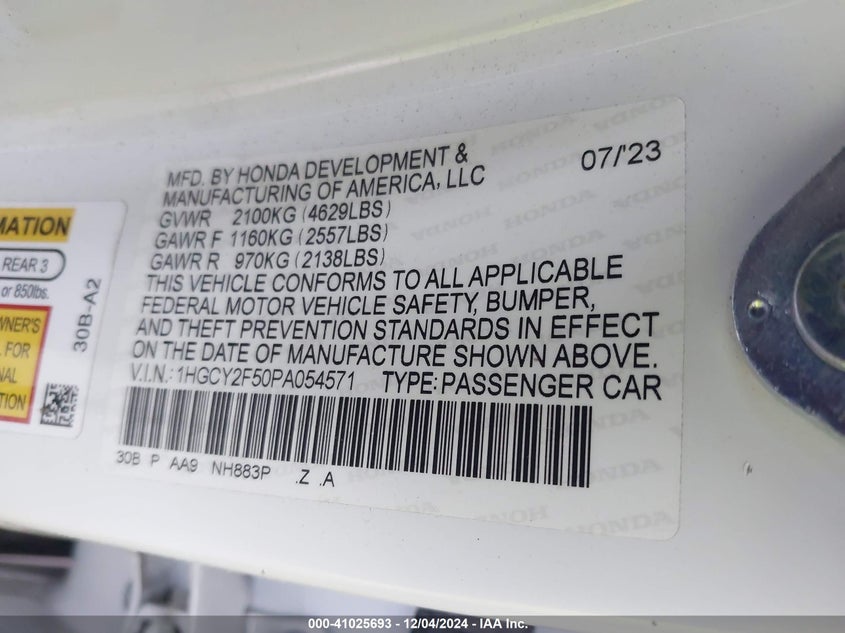 MFD. BY HONDA DEVELOPMENT & 07/'23
MANUFACTURING OF AMERICA, LLC
GVWR 2100KG (4629LBS)
GAWR F 1160KG (2557LBS)
GAWR R 970KG (2138LBS)
THIS VEHICLE CONFORMS TO ALL APPLICABLE
FEDERAL MOTOR VEHICLE SAFETY, BUMPER,
AND THEFT PREVENTION STANDARDS IN EFFECT
ON THE DATE OF MANUFACTURE SHOWN ABOVE.
V.I.N.: 1HGCY2F50PA054571 TYPE: PASSENGER CAR
30B P AA9 NH883P .Z .A
REAR 3
or 850lbs.
FOR
30B-A2
HONDA
000-41025693 - 12/04/2024 - IAA Inc.